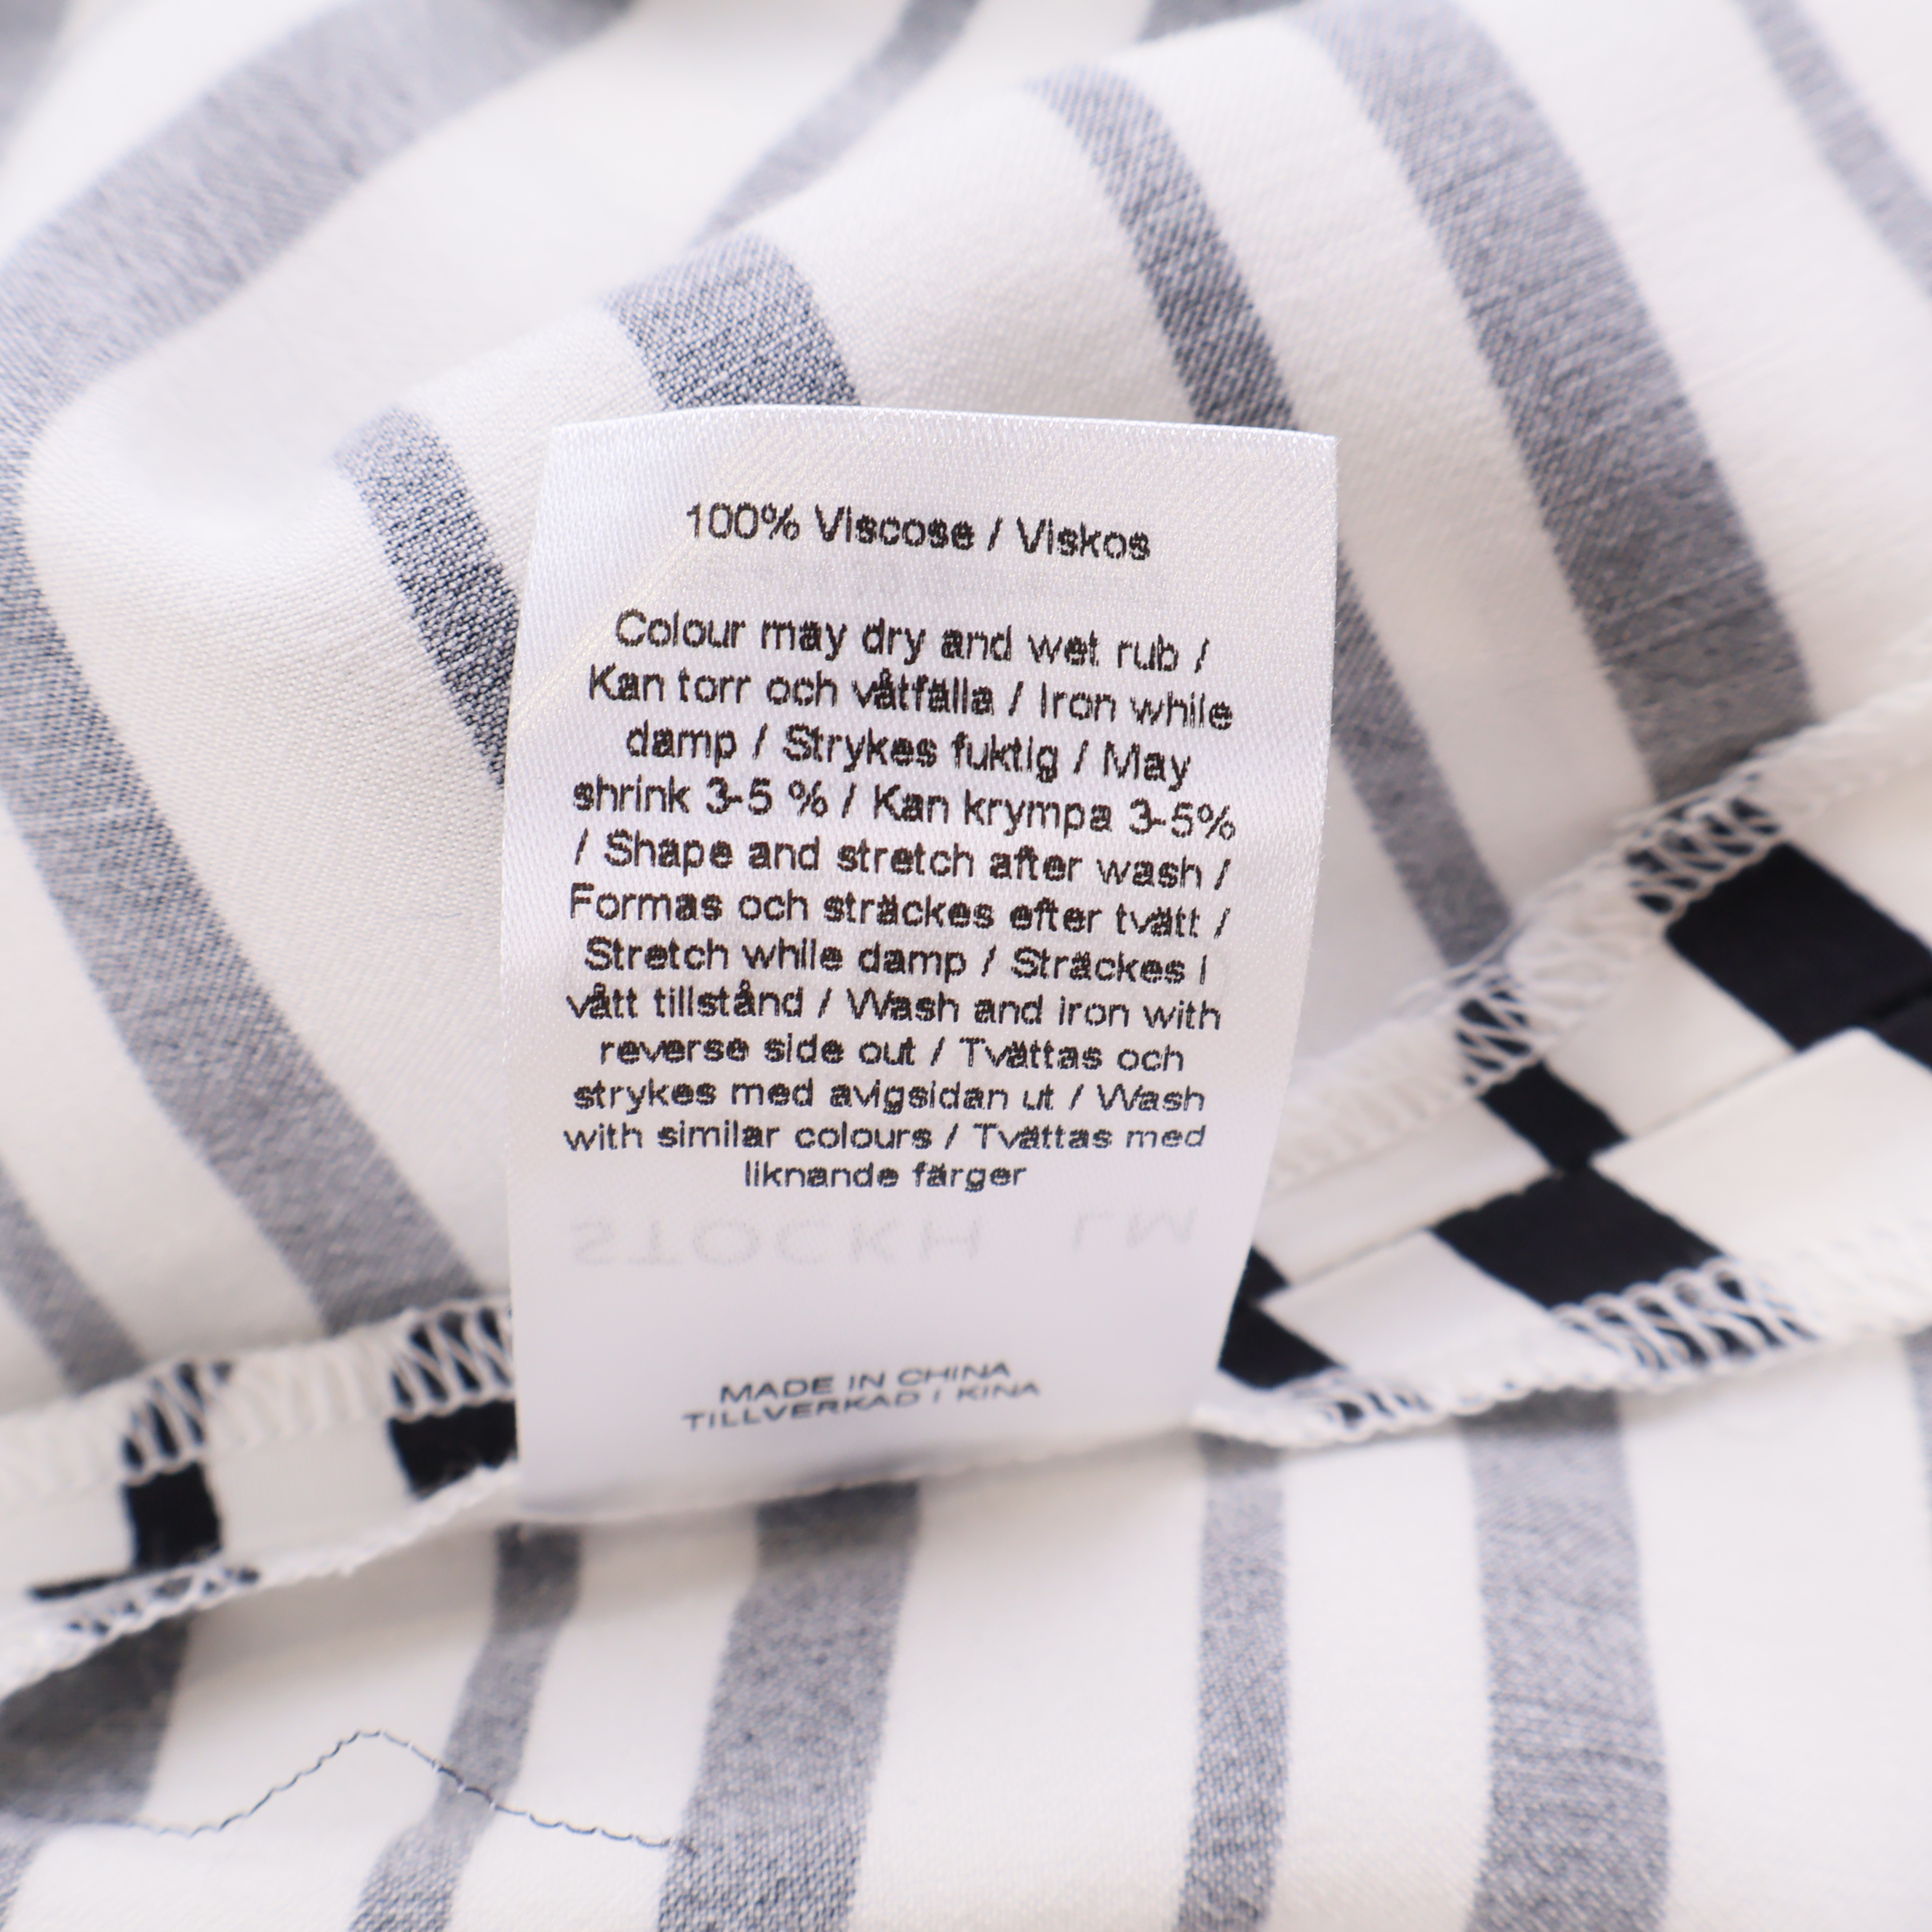 100% Viscose / Viskos
Colour may dry and wet rub /
Kan torr och våtfälla / Iron while
damp / Strykes fuktig / May
shrink 3-5 % / Kan krympa 3-5%
/ Shape and stretch after wash /
Formas och sträckes efter tvätt /
Stretch while damp / Sträckes i
vått tillstånd / Wash and iron with
reverse side out / Tvättas och
strykes med avigsidan ut / Wash
with similar colours / Tvättas med
liknande färger
MADE IN CHINA
TILLVERKAD I KINA